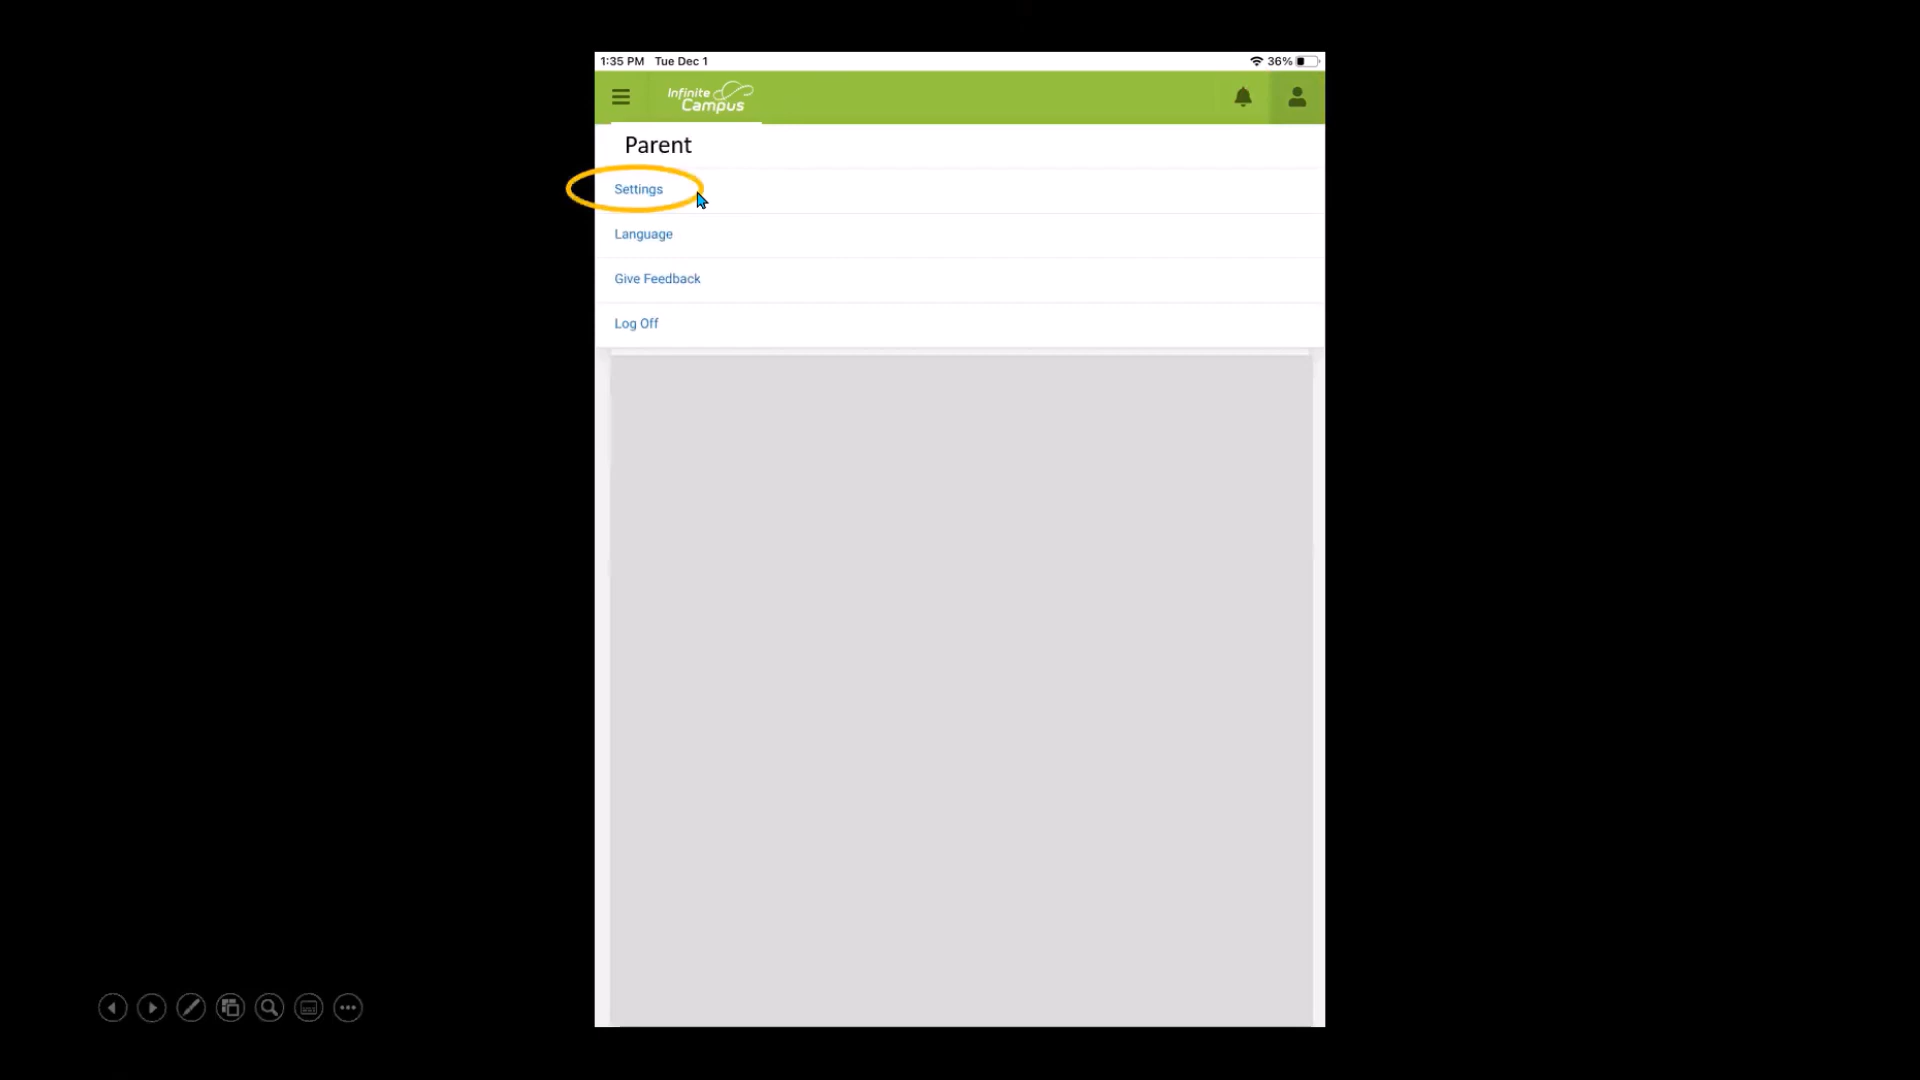 1:35 PM Tue Dec 1
36%
Infinite
Campus
Parent
Settings
Language
Give Feedback
Log Off